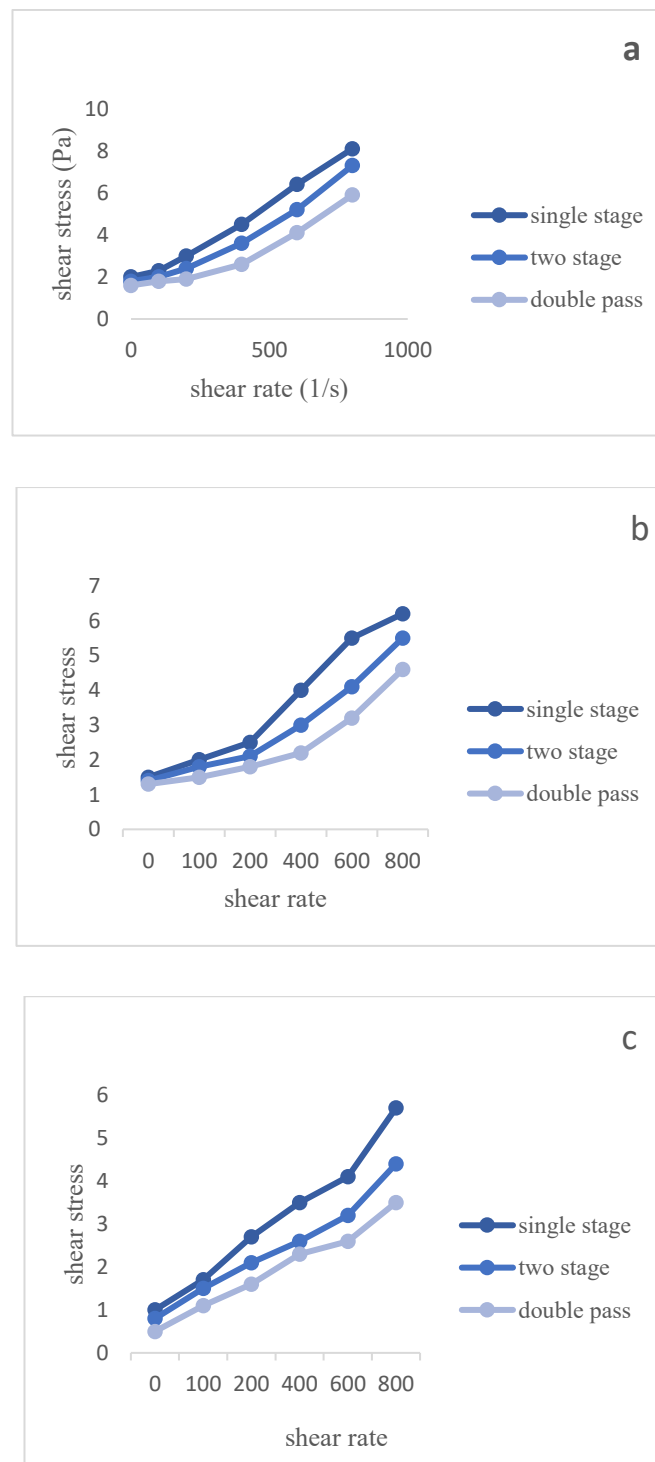 a
10
8
6
4
2
0
shear stress (Pa)
0 500 1000
shear rate (1/s)
single stage
two stage
double pass
b
7
6
5
4
3
2
1
0
shear stress
0 100 200 400 600 800
shear rate
single stage
two stage
double pass
c
6
5
4
3
2
1
0
shear stress
0 100 200 400 600 800
shear rate
single stage
two stage
double pass